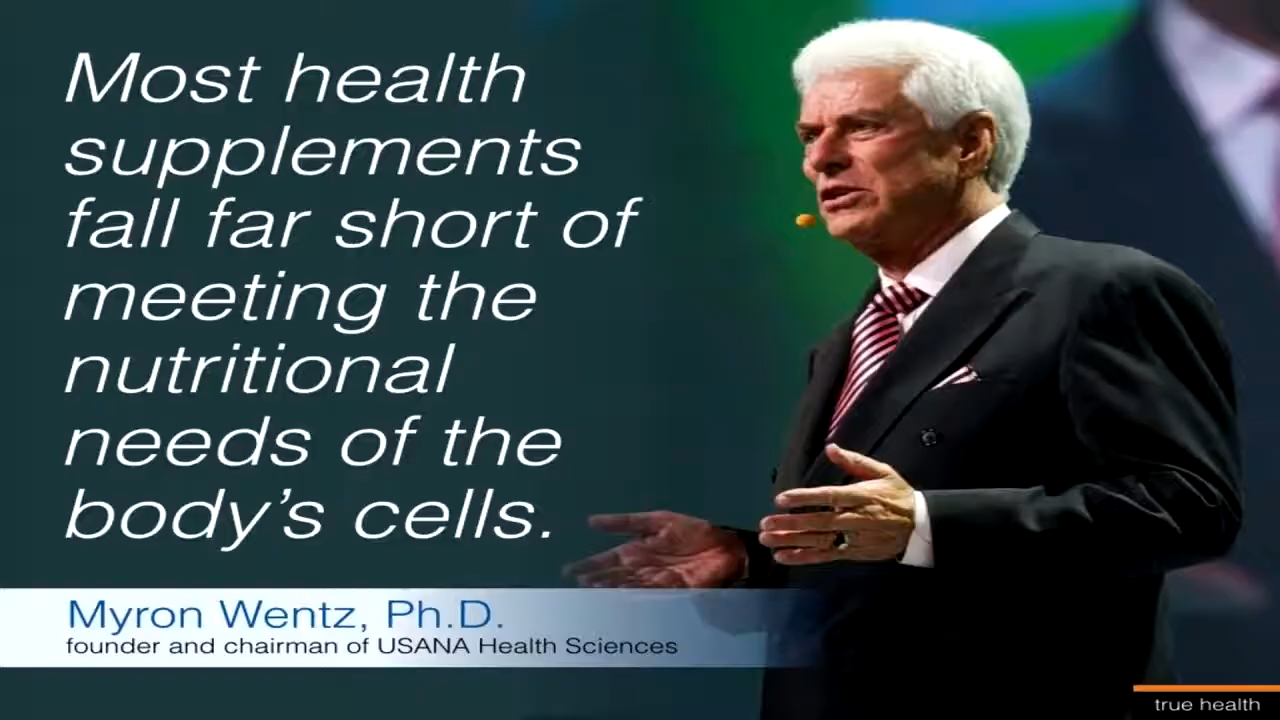 Most health
supplements
fall far short of
meeting the
nutritional
needs of the
body’s cells.
Myron Wentz, Ph.D.
founder and chairman of USANA Health Sciences
true health